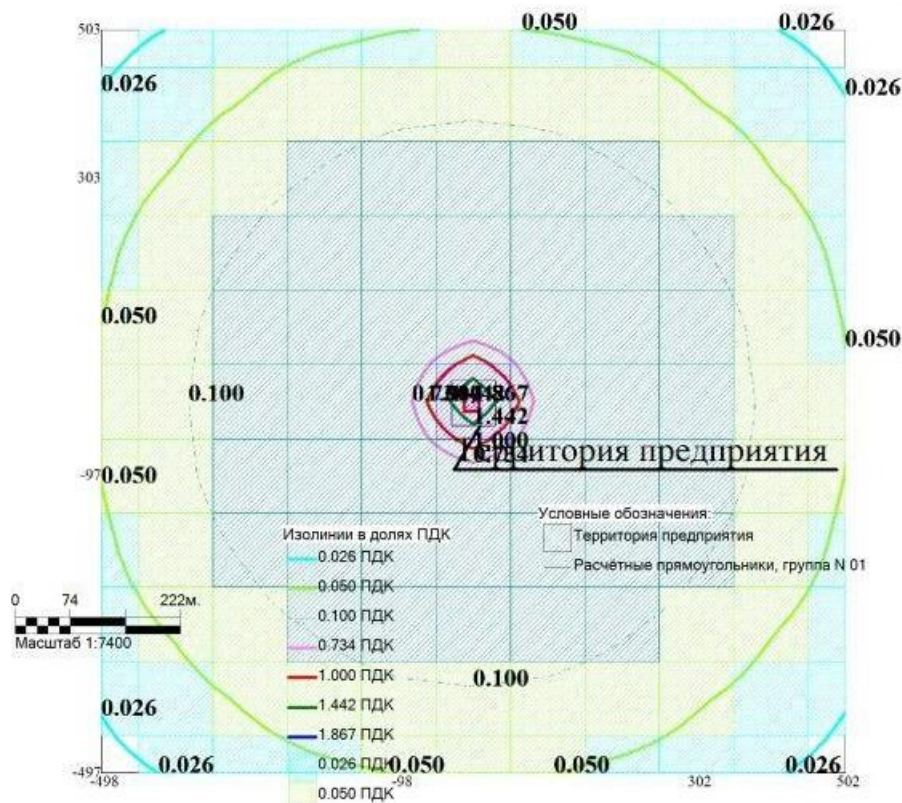 0.050
0.026
503
0.026
0.026
303
0.050
0.050
0.100
1.442
1.000
0.734
Территория предприятия
-97
0.050
Условные обозначения:
Территория предприятия
Расчётные прямоугольники, группа N 01
Изолинии в долях ПДК
0.026 ПДК
0.050 ПДК
0.100 ПДК
0.734 ПДК
1.000 ПДК
1.442 ПДК
1.867 ПДК
0.026 ПДК
0.050 ПДК
0 74 222м.
Масштаб 1:7400
0.100
0.026
0.026
0.050
0.050
0.026
-497
-498
-98
302
502